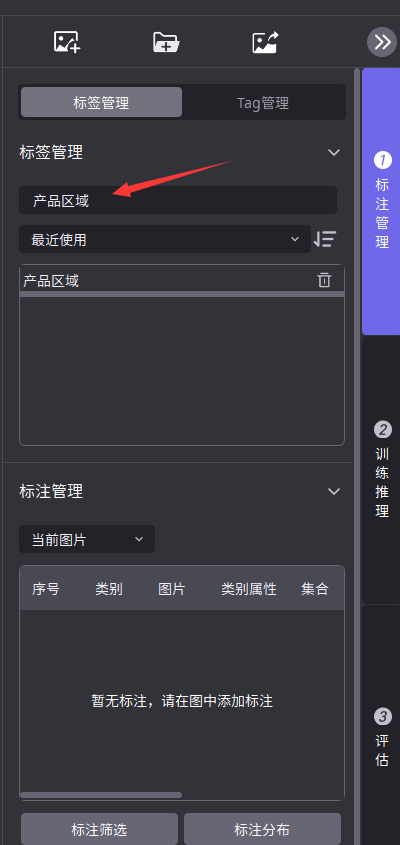 标签管理 Tag管理
标签管理
产品区域
最近使用
产品区域
标注管理
当前图片
序号 类别 图片 类别属性 集合
暂无标注，请在图中添加标注
标注筛选 标注分布
1
标
注
管
理
2
训
练
推
理
3
评
估